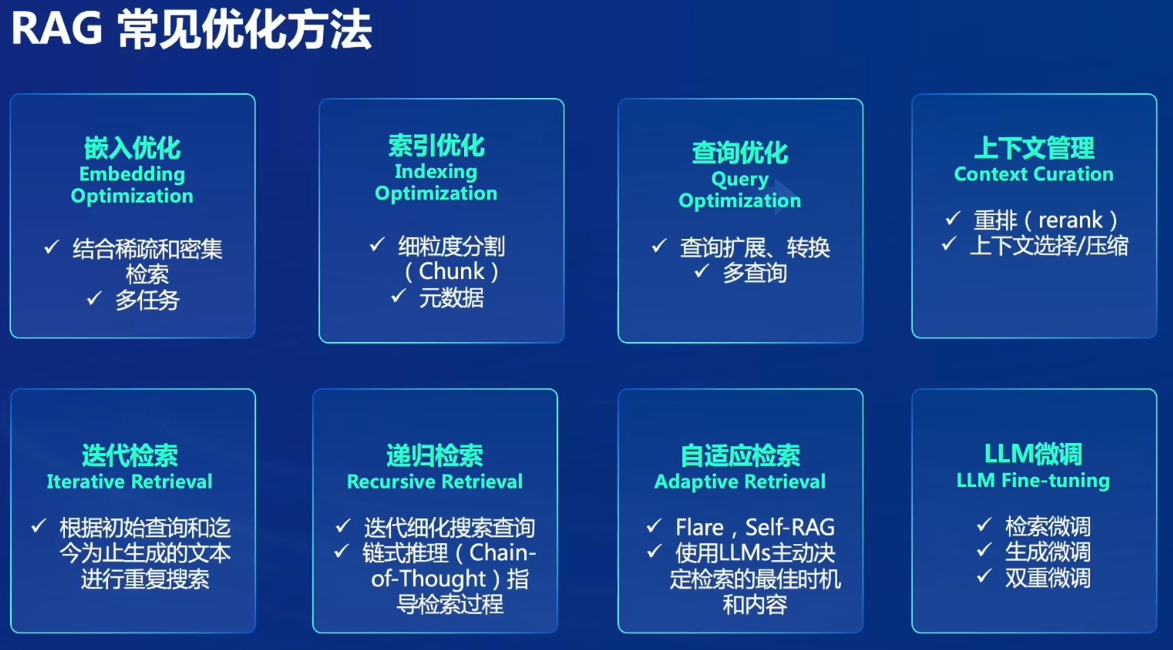 RAG 常见优化方法
嵌入优化
Embedding
Optimization
✓ 结合稀疏和密集
检索
✓ 多任务
索引优化
Indexing
Optimization
✓ 细粒度分割
（Chunk）
✓ 元数据
查询优化
Query
Optimization
✓ 查询扩展、转换
✓ 多查询
上下文管理
Context Curation
✓ 重排（rerank）
✓ 上下文选择/压缩
迭代检索
Iterative Retrieval
✓ 根据初始查询和迄
今为止生成的文本
进行重复搜索
递归检索
Recursive Retrieval
✓ 迭代细化搜索查询
✓ 链式推理（Chain-
of-Thought）指
导检索过程
自适应检索
Adaptive Retrieval
✓ Flare，Self-RAG
✓ 使用LLMs主动决
定检索的最佳时机
和内容
LLM微调
LLM Fine-tuning
✓ 检索微调
✓ 生成微调
✓ 双重微调